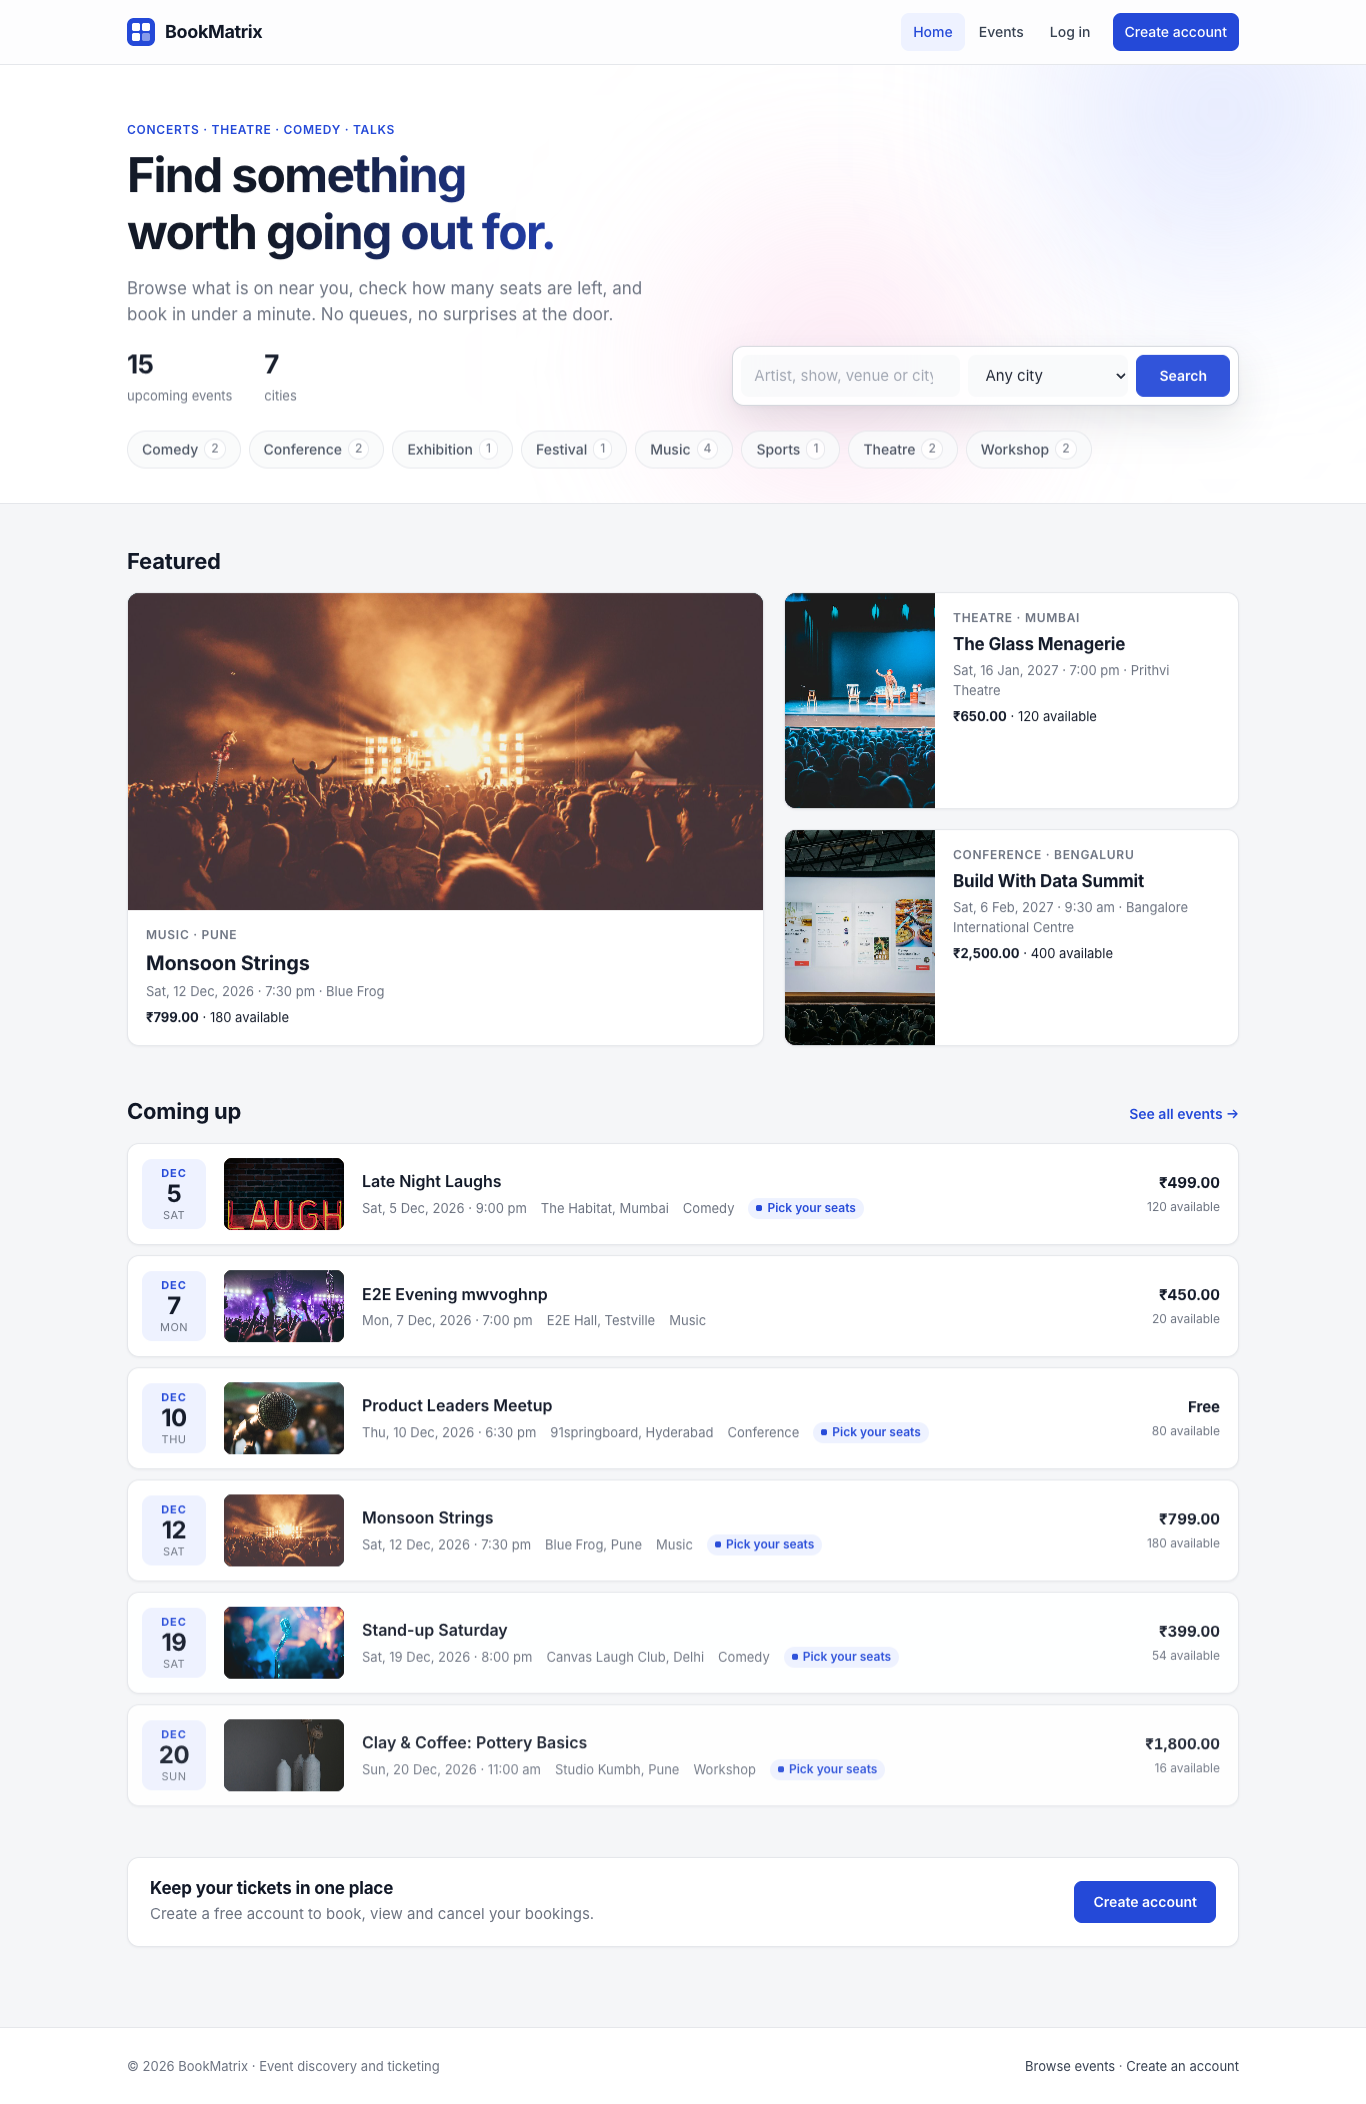 BookMatrix
Home
Events
Log in
Create account
CONCERTS · THEATRE · COMEDY · TALKS
Find something
worth going out for.
Browse what is on near you, check how many seats are left, and
book in under a minute. No queues, no surprises at the door.
15
upcoming events
7
cities
Artist, show, venue or city
Any city
Search
Comedy 2
Conference 2
Exhibition 1
Festival 1
Music 4
Sports 1
Theatre 2
Workshop 2
Featured
MUSIC · PUNE
Monsoon Strings
Sat, 12 Dec, 2026 · 7:30 pm · Blue Frog
₹799.00 · 180 available
THEATRE · MUMBAI
The Glass Menagerie
Sat, 16 Jan, 2027 · 7:00 pm · Prithvi
Theatre
₹650.00 · 120 available
CONFERENCE · BENGALURU
Build With Data Summit
Sat, 6 Feb, 2027 · 9:30 am · Bangalore
International Centre
₹2,500.00 · 400 available
Coming up
See all events →
DEC
5
SAT
LAUGH
Late Night Laughs
Sat, 5 Dec, 2026 · 9:00 pm The Habitat, Mumbai Comedy Pick your seats
₹499.00
120 available
DEC
7
MON
E2E Evening mwvoghnp
Mon, 7 Dec, 2026 · 7:00 pm E2E Hall, Testville Music
₹450.00
20 available
DEC
10
THU
Product Leaders Meetup
Thu, 10 Dec, 2026 · 6:30 pm 91springboard, Hyderabad Conference Pick your seats
Free
80 available
DEC
12
SAT
Monsoon Strings
Sat, 12 Dec, 2026 · 7:30 pm Blue Frog, Pune Music Pick your seats
₹799.00
180 available
DEC
19
SAT
Stand-up Saturday
Sat, 19 Dec, 2026 · 8:00 pm Canvas Laugh Club, Delhi Comedy Pick your seats
₹399.00
54 available
DEC
20
SUN
Clay & Coffee: Pottery Basics
Sun, 20 Dec, 2026 · 11:00 am Studio Kumbh, Pune Workshop Pick your seats
₹1,800.00
16 available
Keep your tickets in one place
Create a free account to book, view and cancel your bookings.
Create account
© 2026 BookMatrix · Event discovery and ticketing
Browse events · Create an account